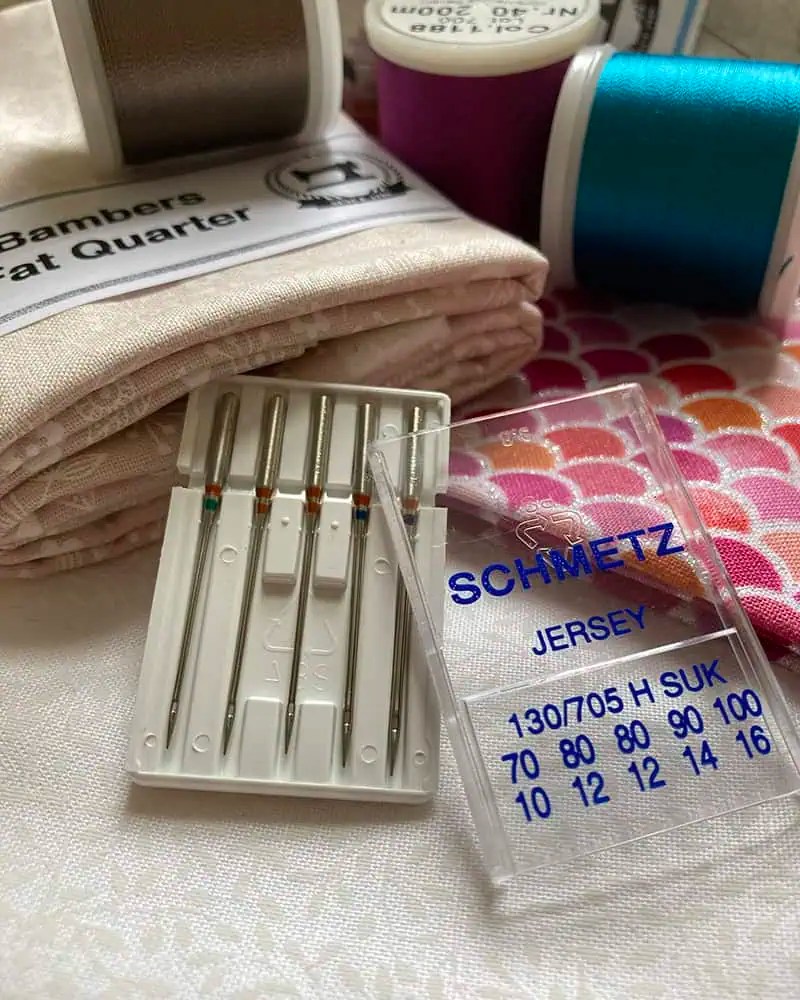 Col.1188
Nr.40 200m
Bambers
Fat Quarter
SCHMETZ
JERSEY
130/705 H SUK
70 80 80 90 100
10 12 12 14 16